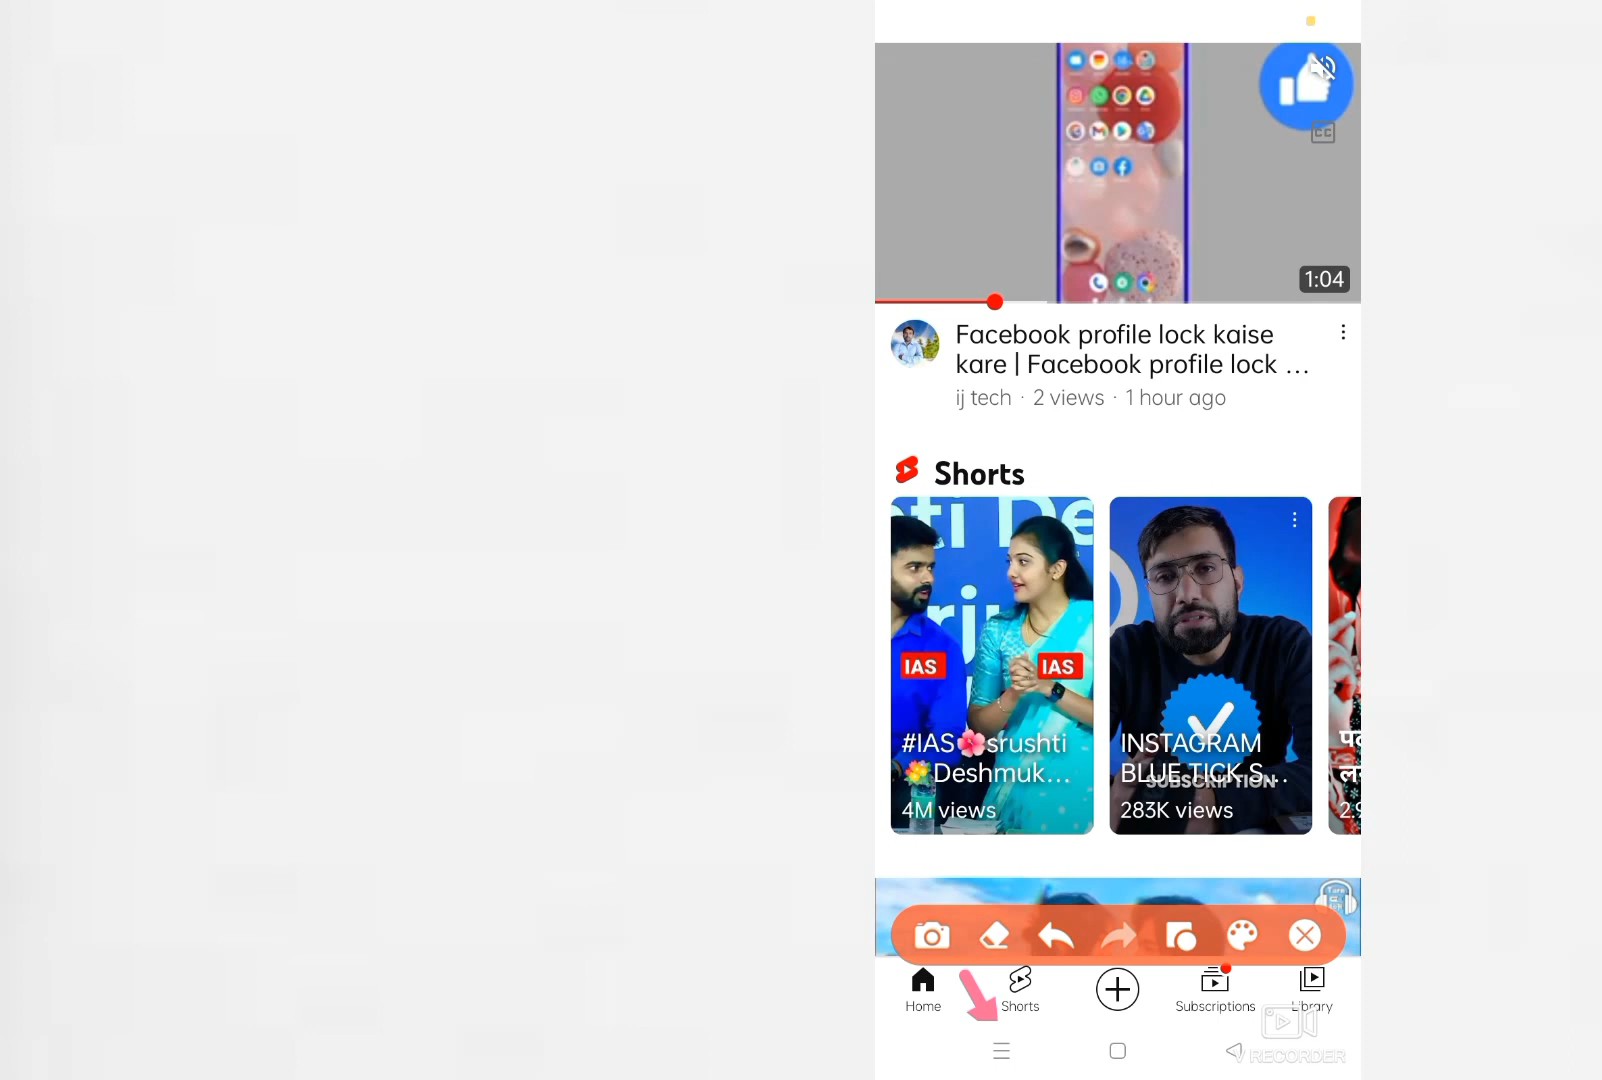 CC
1:04
Facebook profile lock kaise
kare | Facebook profile lock ...
ij tech · 2 views · 1 hour ago
Shorts
IAS
IAS
#IAS🌺srushti
🌼Deshmuk...
4M views
INSTAGRAM
BLUE TICK S...
SUBSCRIPTION
283K views
Home
Shorts
Subscriptions
Library
V RECORDER